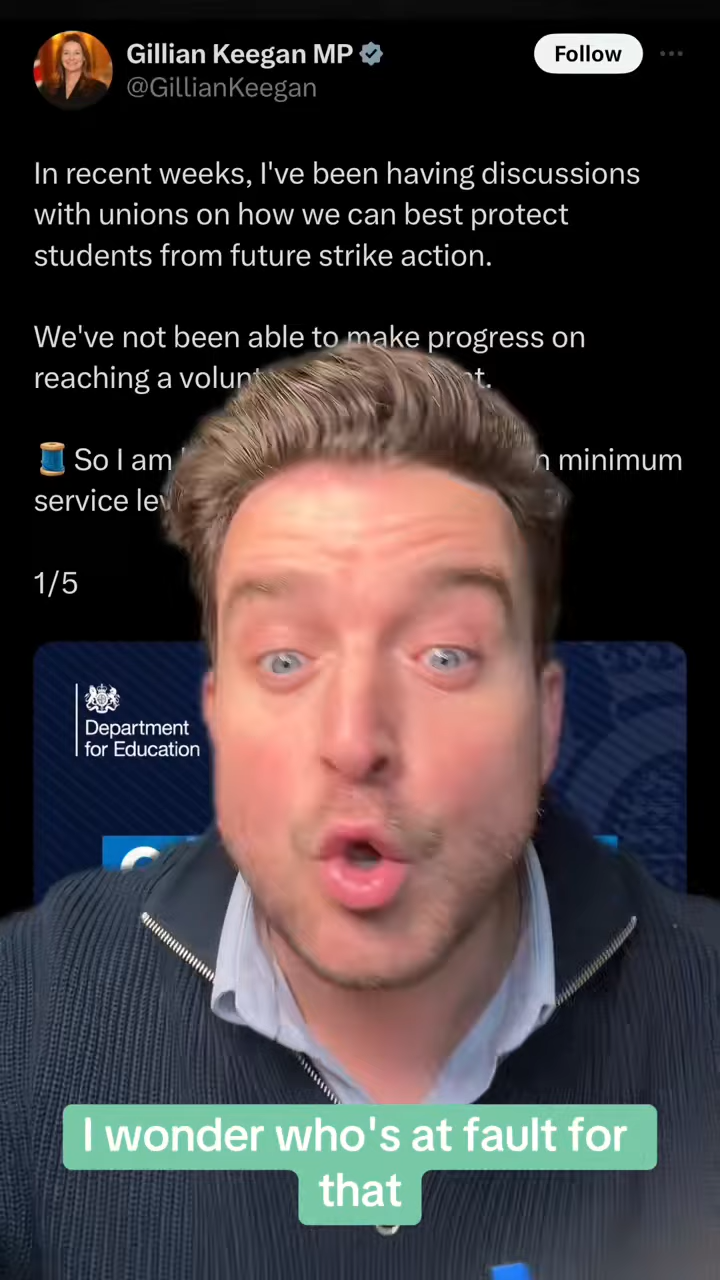 Gillian Keegan MP
@GillianKeegan
Follow
In recent weeks, I've been having discussions
with unions on how we can best protect
students from future strike action.
We've not been able to make progress on
reaching a
So I am minimum
service
1/5
Department
for Education
I wonder who's at fault for
that